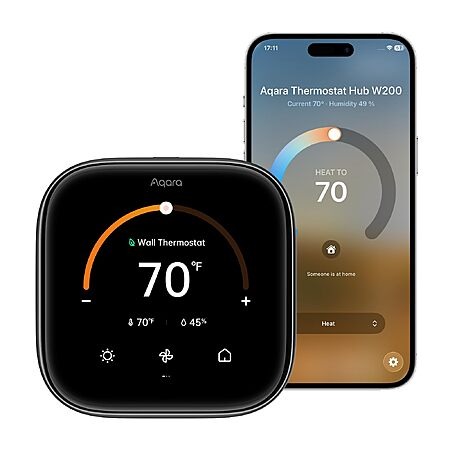 Aqara
Wall Thermostat
70°F
− +
70°F | 45%
17:11
Aqara Thermostat Hub W200
Current 70° · Humidity 49 %
HEAT TO
70
Someone is at home
Heat